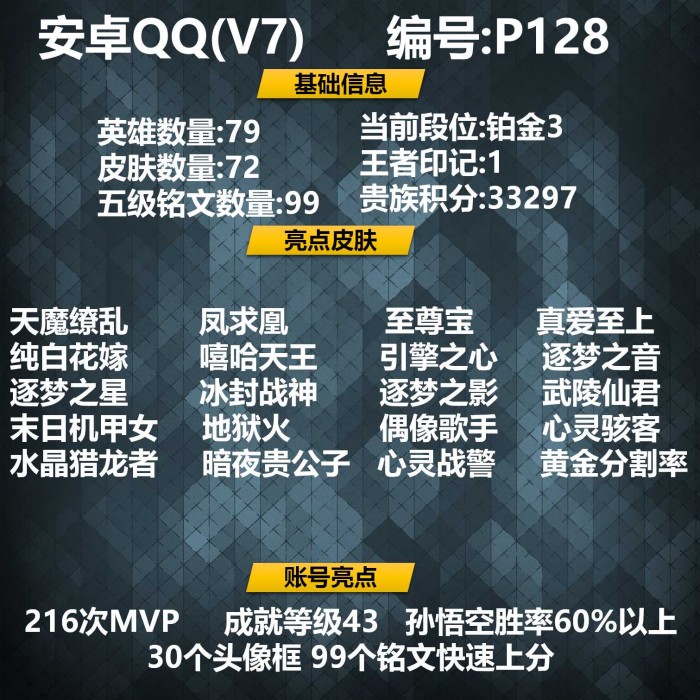 安卓QQ(V7) 编号:P128
基础信息
英雄数量:79 当前段位:铂金3
皮肤数量:72 王者印记:1
五级铭文数量:99 贵族积分:33297
亮点皮肤
天魔缭乱 凤求凰 至尊宝 真爱至上
纯白花嫁 嘻哈天王 引擎之心 逐梦之音
逐梦之星 冰封战神 逐梦之影 武陵仙君
末日机甲女 地狱火 偶像歌手 心灵骇客
水晶猎龙者 暗夜贵公子 心灵战警 黄金分割率
账号亮点
216次MVP 成就等级43 孙悟空胜率60%以上
30个头像框 99个铭文快速上分